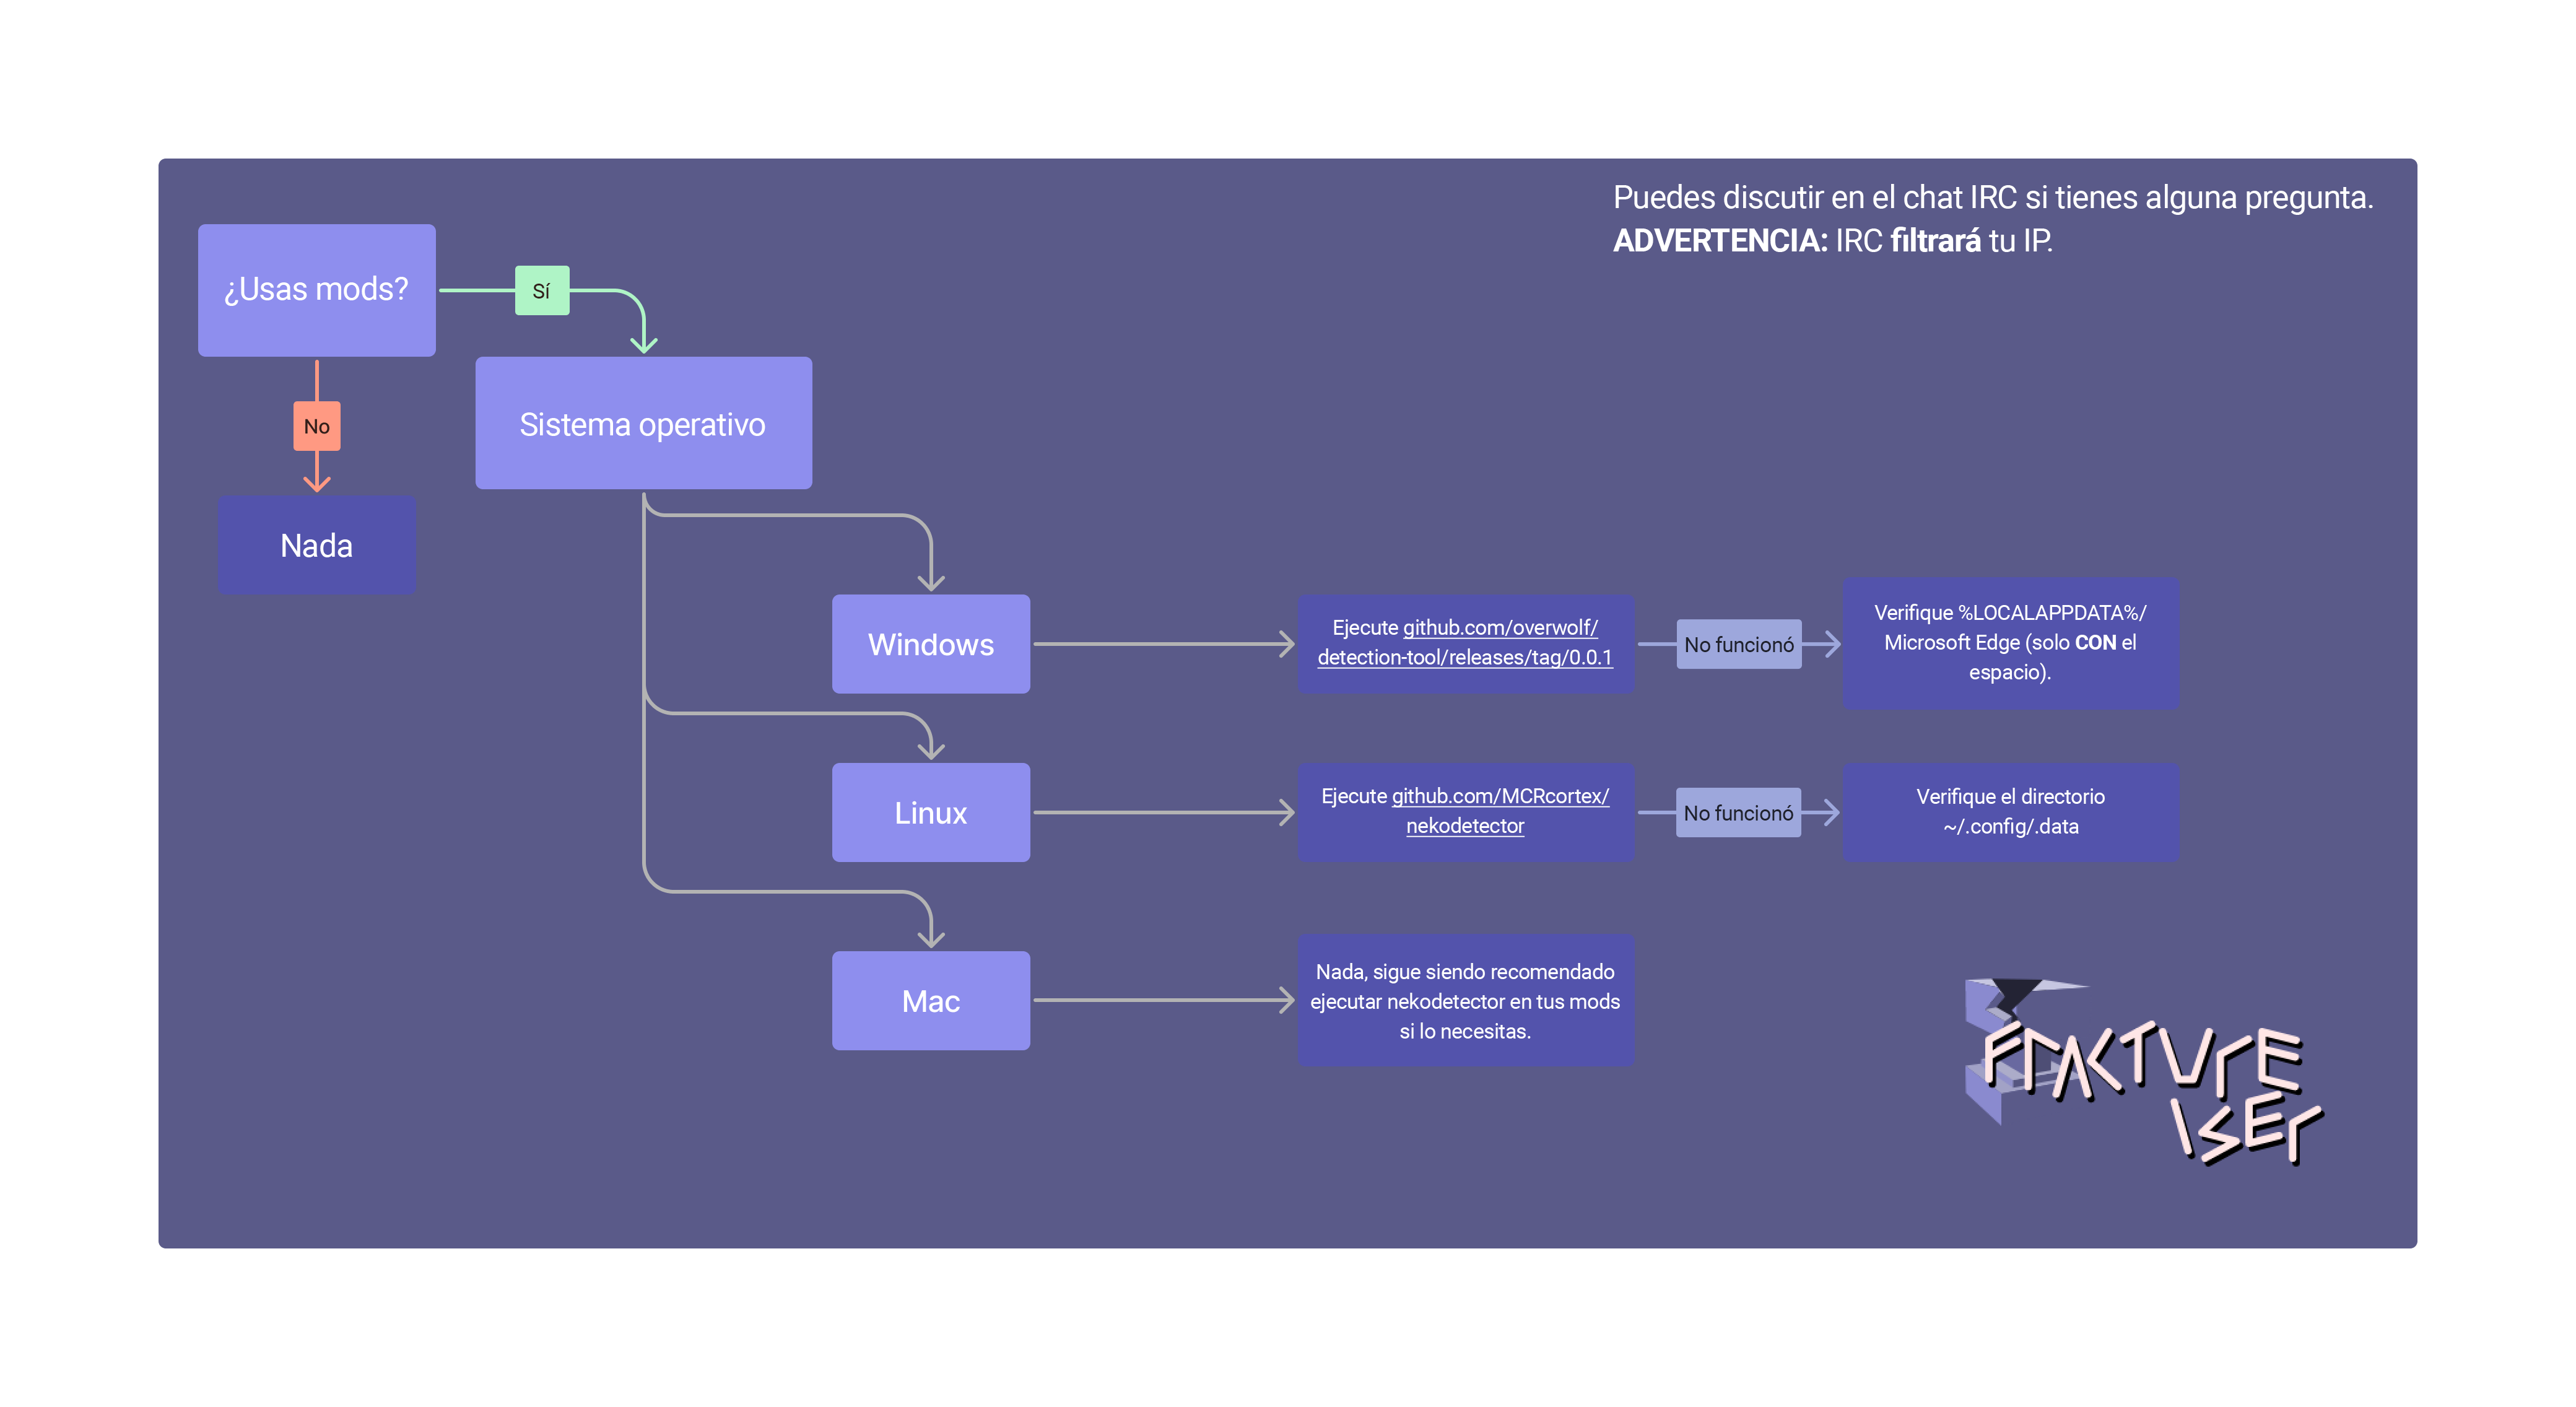 Puedes discutir en el chat IRC si tienes alguna pregunta.
ADVERTENCIA: IRC filtrará tu IP.
¿Usas mods?
Sí
No
Nada
Sistema operativo
Windows
Ejecute github.com/overwolf/
detection-tool/releases/tag/0.0.1
No funcionó
Verifique %LOCALAPPDATA%/
Microsoft Edge (solo CON el
espacio).
Linux
Ejecute github.com/MCRcortex/
nekodetector
No funcionó
Verifique el directorio
~/.config/.data
Mac
Nada, sigue siendo recomendado
ejecutar nekodetector en tus mods
si lo necesitas.
FRACTURE
ISER